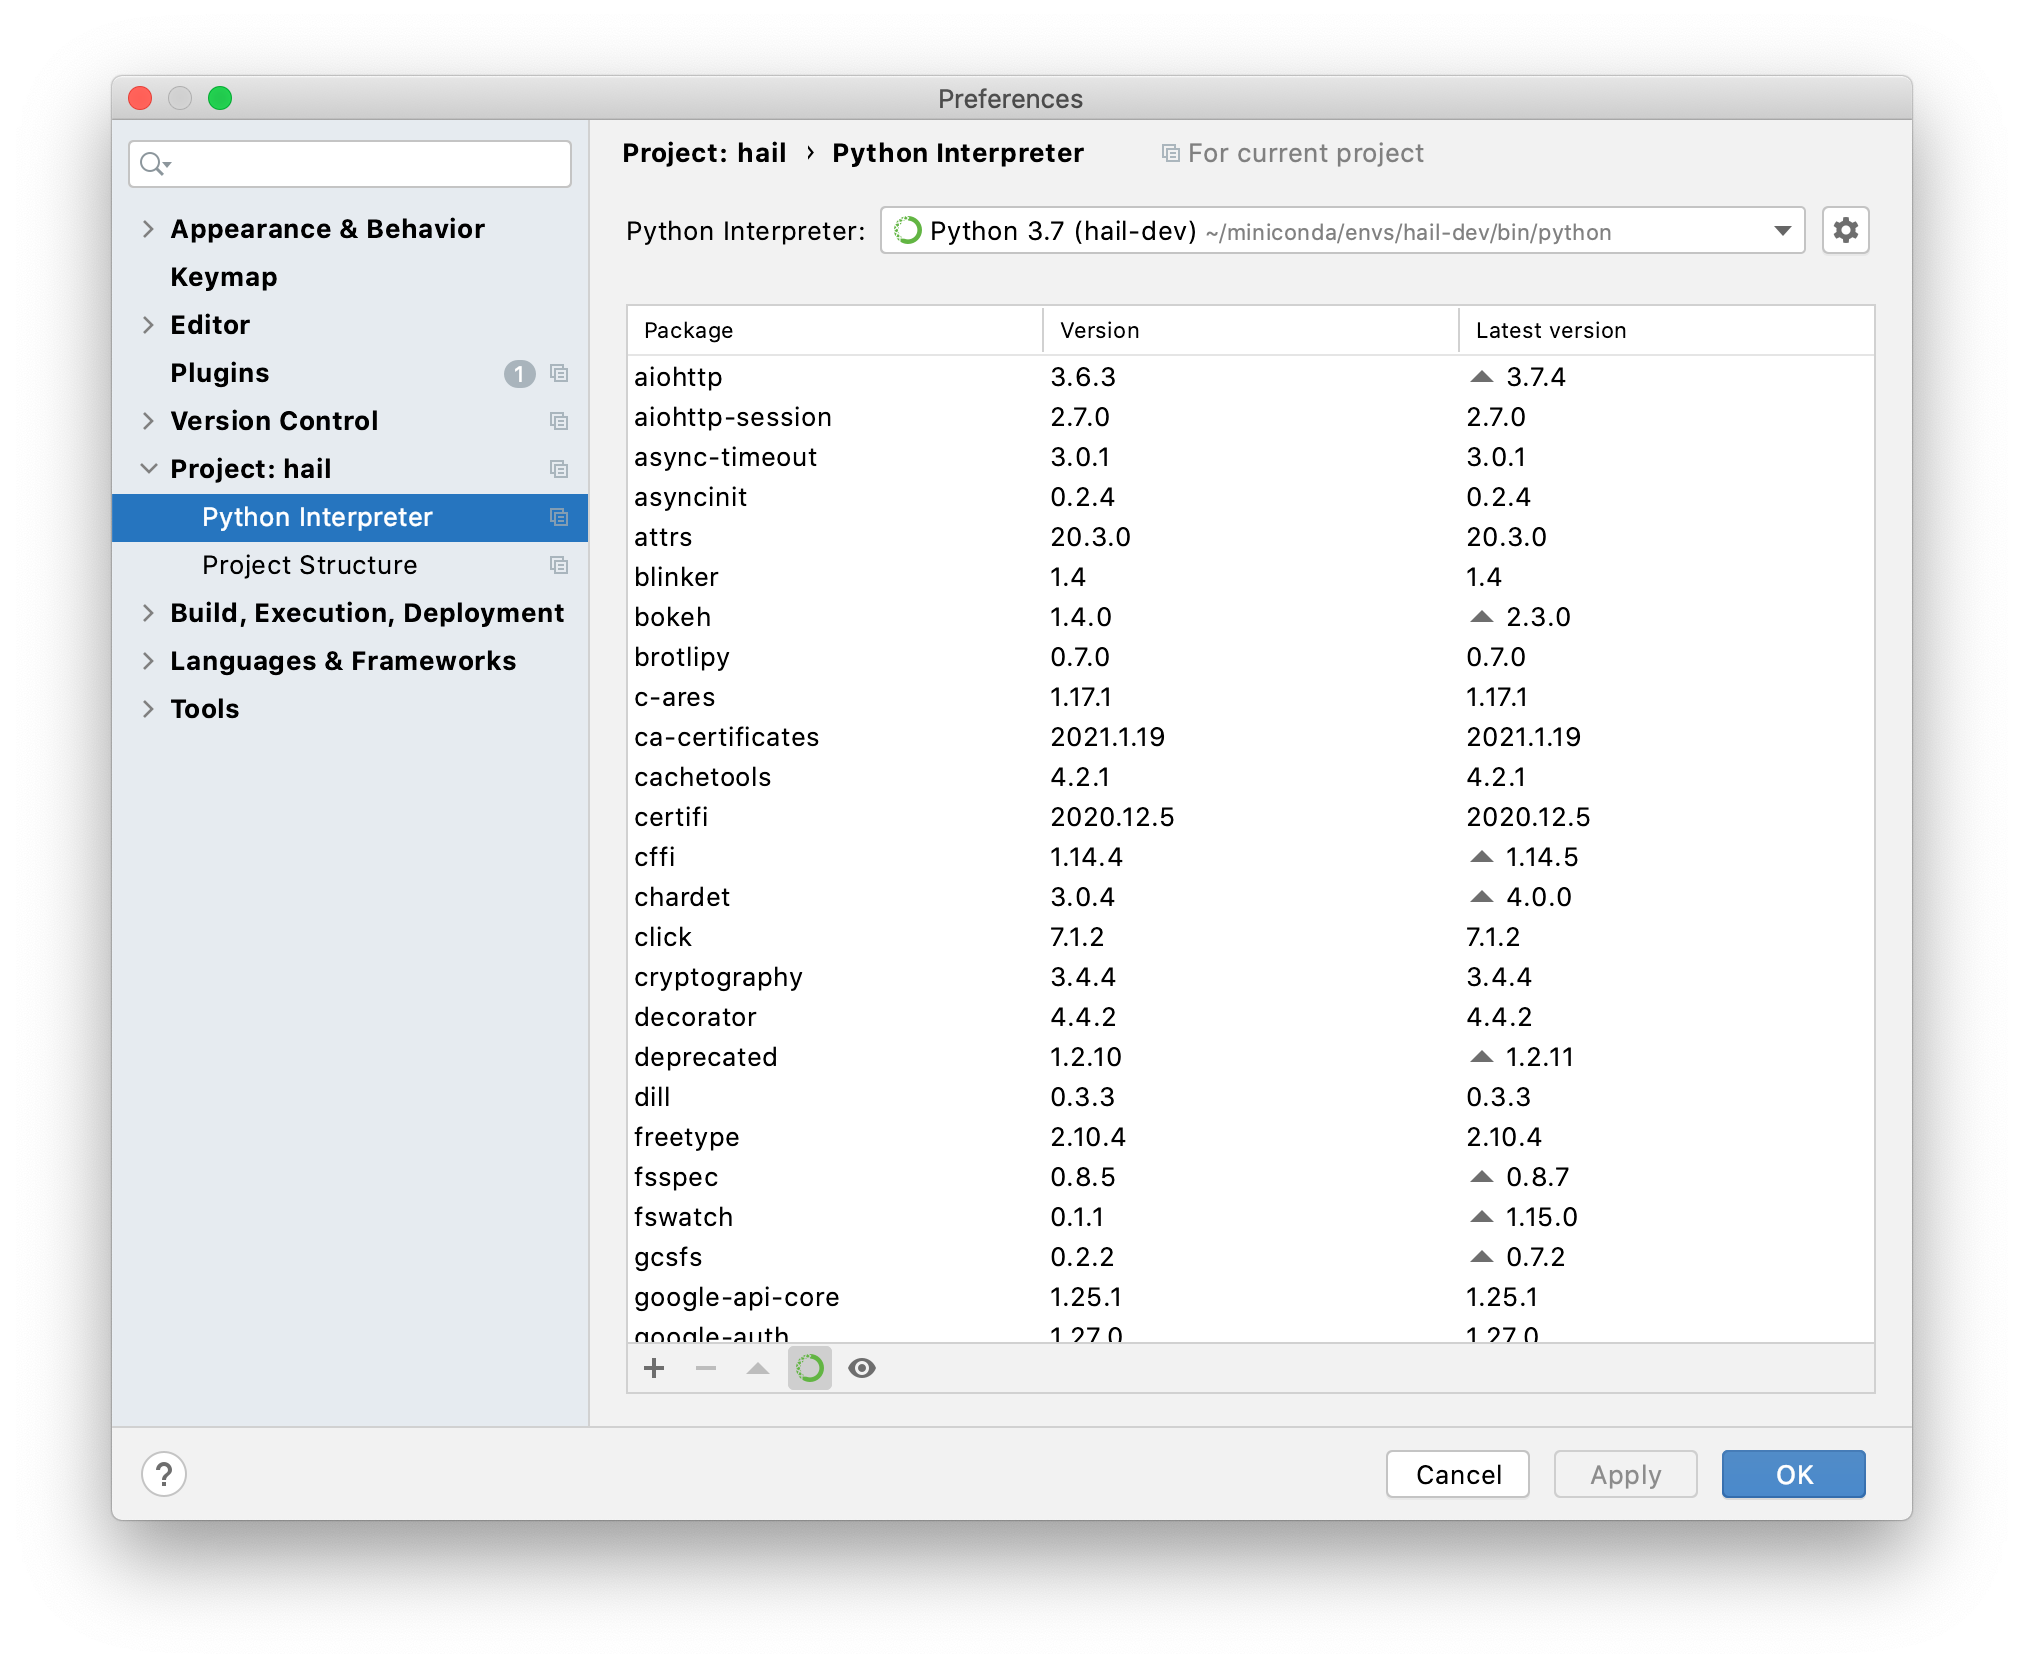 Preferences
Appearance & Behavior
Keymap
Editor
Plugins 1
Version Control
Project: hail
Python Interpreter
Project Structure
Build, Execution, Deployment
Languages & Frameworks
Tools
Project: hail › Python Interpreter For current project
Python Interpreter: Python 3.7 (hail-dev) ~/miniconda/envs/hail-dev/bin/python
Package Version Latest version
aiohttp 3.6.3 3.7.4
aiohttp-session 2.7.0 2.7.0
async-timeout 3.0.1 3.0.1
asyncinit 0.2.4 0.2.4
attrs 20.3.0 20.3.0
blinker 1.4 1.4
bokeh 1.4.0 2.3.0
brotlipy 0.7.0 0.7.0
c-ares 1.17.1 1.17.1
ca-certificates 2021.1.19 2021.1.19
cachetools 4.2.1 4.2.1
certifi 2020.12.5 2020.12.5
cffi 1.14.4 1.14.5
chardet 3.0.4 4.0.0
click 7.1.2 7.1.2
cryptography 3.4.4 3.4.4
decorator 4.4.2 4.4.2
deprecated 1.2.10 1.2.11
dill 0.3.3 0.3.3
freetype 2.10.4 2.10.4
fsspec 0.8.5 0.8.7
fswatch 0.1.1 1.15.0
gcsfs 0.2.2 0.7.2
google-api-core 1.25.1 1.25.1
google-auth 1.27.0 1.27.0
? Cancel Apply OK